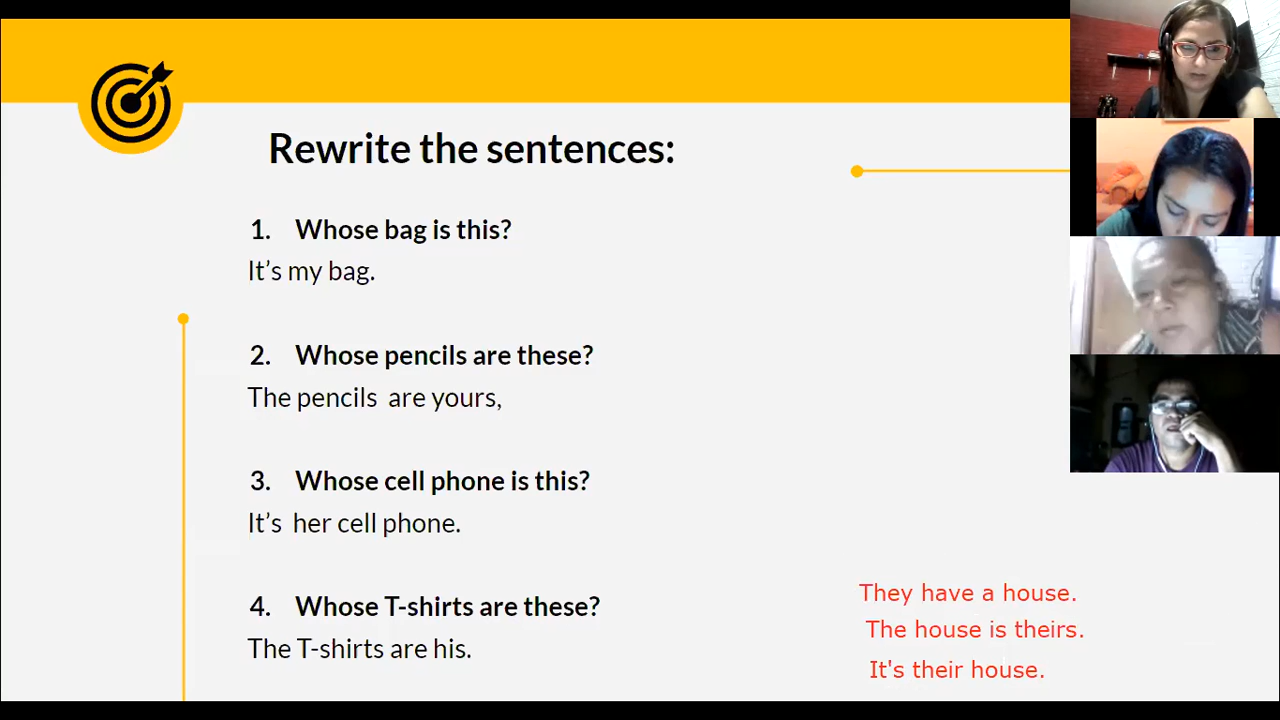 Rewrite the sentences:
1. Whose bag is this?
It’s my bag.
2. Whose pencils are these?
The pencils are yours,
3. Whose cell phone is this?
It’s her cell phone.
4. Whose T-shirts are these?
The T-shirts are his.
They have a house.
The house is theirs.
It's their house.